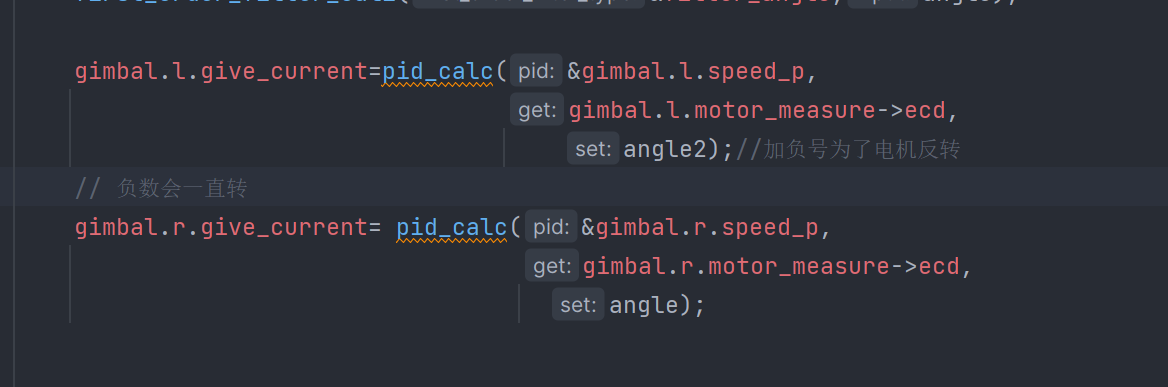 gimbal.l.give_current=pid_calc( pid: &gimbal.l.speed_p,
get: gimbal.l.motor_measure->ecd,
set: angle2);//加负号为了电机反转
// 负数会一直转
gimbal.r.give_current= pid_calc( pid: &gimbal.r.speed_p,
get: gimbal.r.motor_measure->ecd,
set: angle);